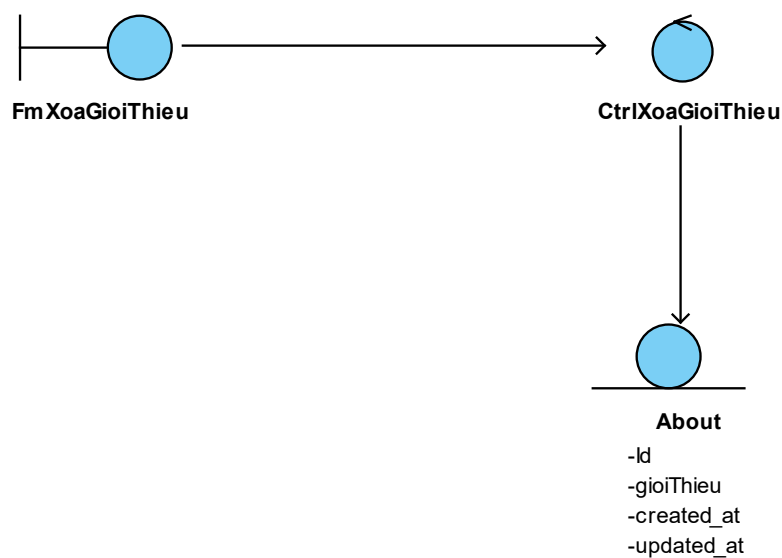 FmXoaGioiThieu
CtrlXoaGioiThieu
About
-Id
-gioiThieu
-created_at
-updated_at